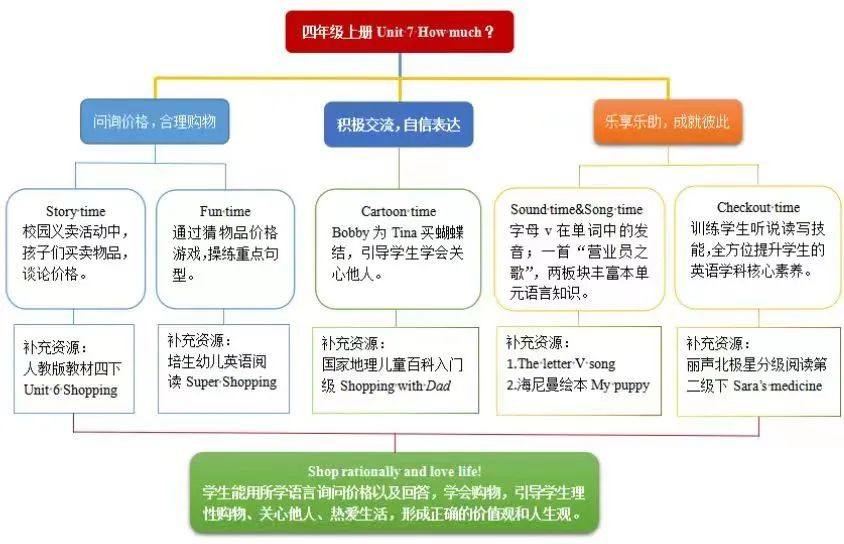 四年级上册 Unit 7 How much？
问询价格，合理购物
积极交流，自信表达
乐享乐助，成就彼此
Story time
校园义卖活动中，
孩子们买卖物品，
谈论价格。
Fun time
通过猜物品价格
游戏，操练重点句
型。
Cartoon time
Bobby 为 Tina 买蝴蝶
结，引导学生学会关
心他人。
Sound time&Song time
字母 v 在单词中的发
音；一首“营业员之
歌”，两板块丰富本单
元语言知识。
Checkout time
训练学生听说读写技
能，全方位提升学生的
英语学科核心素养。
补充资源：
人教版教材四下
Unit 6 Shopping
补充资源：
培生幼儿英语阅
读 Super Shopping
补充资源：
国家地理儿童百科入门
级 Shopping with Dad
补充资源：
1.The letter V song
2.海尼曼绘本 My puppy
补充资源：
丽声北极星分级阅读第
二级下 Sara’s medicine
Shop rationally and love life!
学生能用所学语言询问价格以及回答，学会购物，引导学生理
性购物、关心他人、热爱生活，形成正确的价值观和人生观。